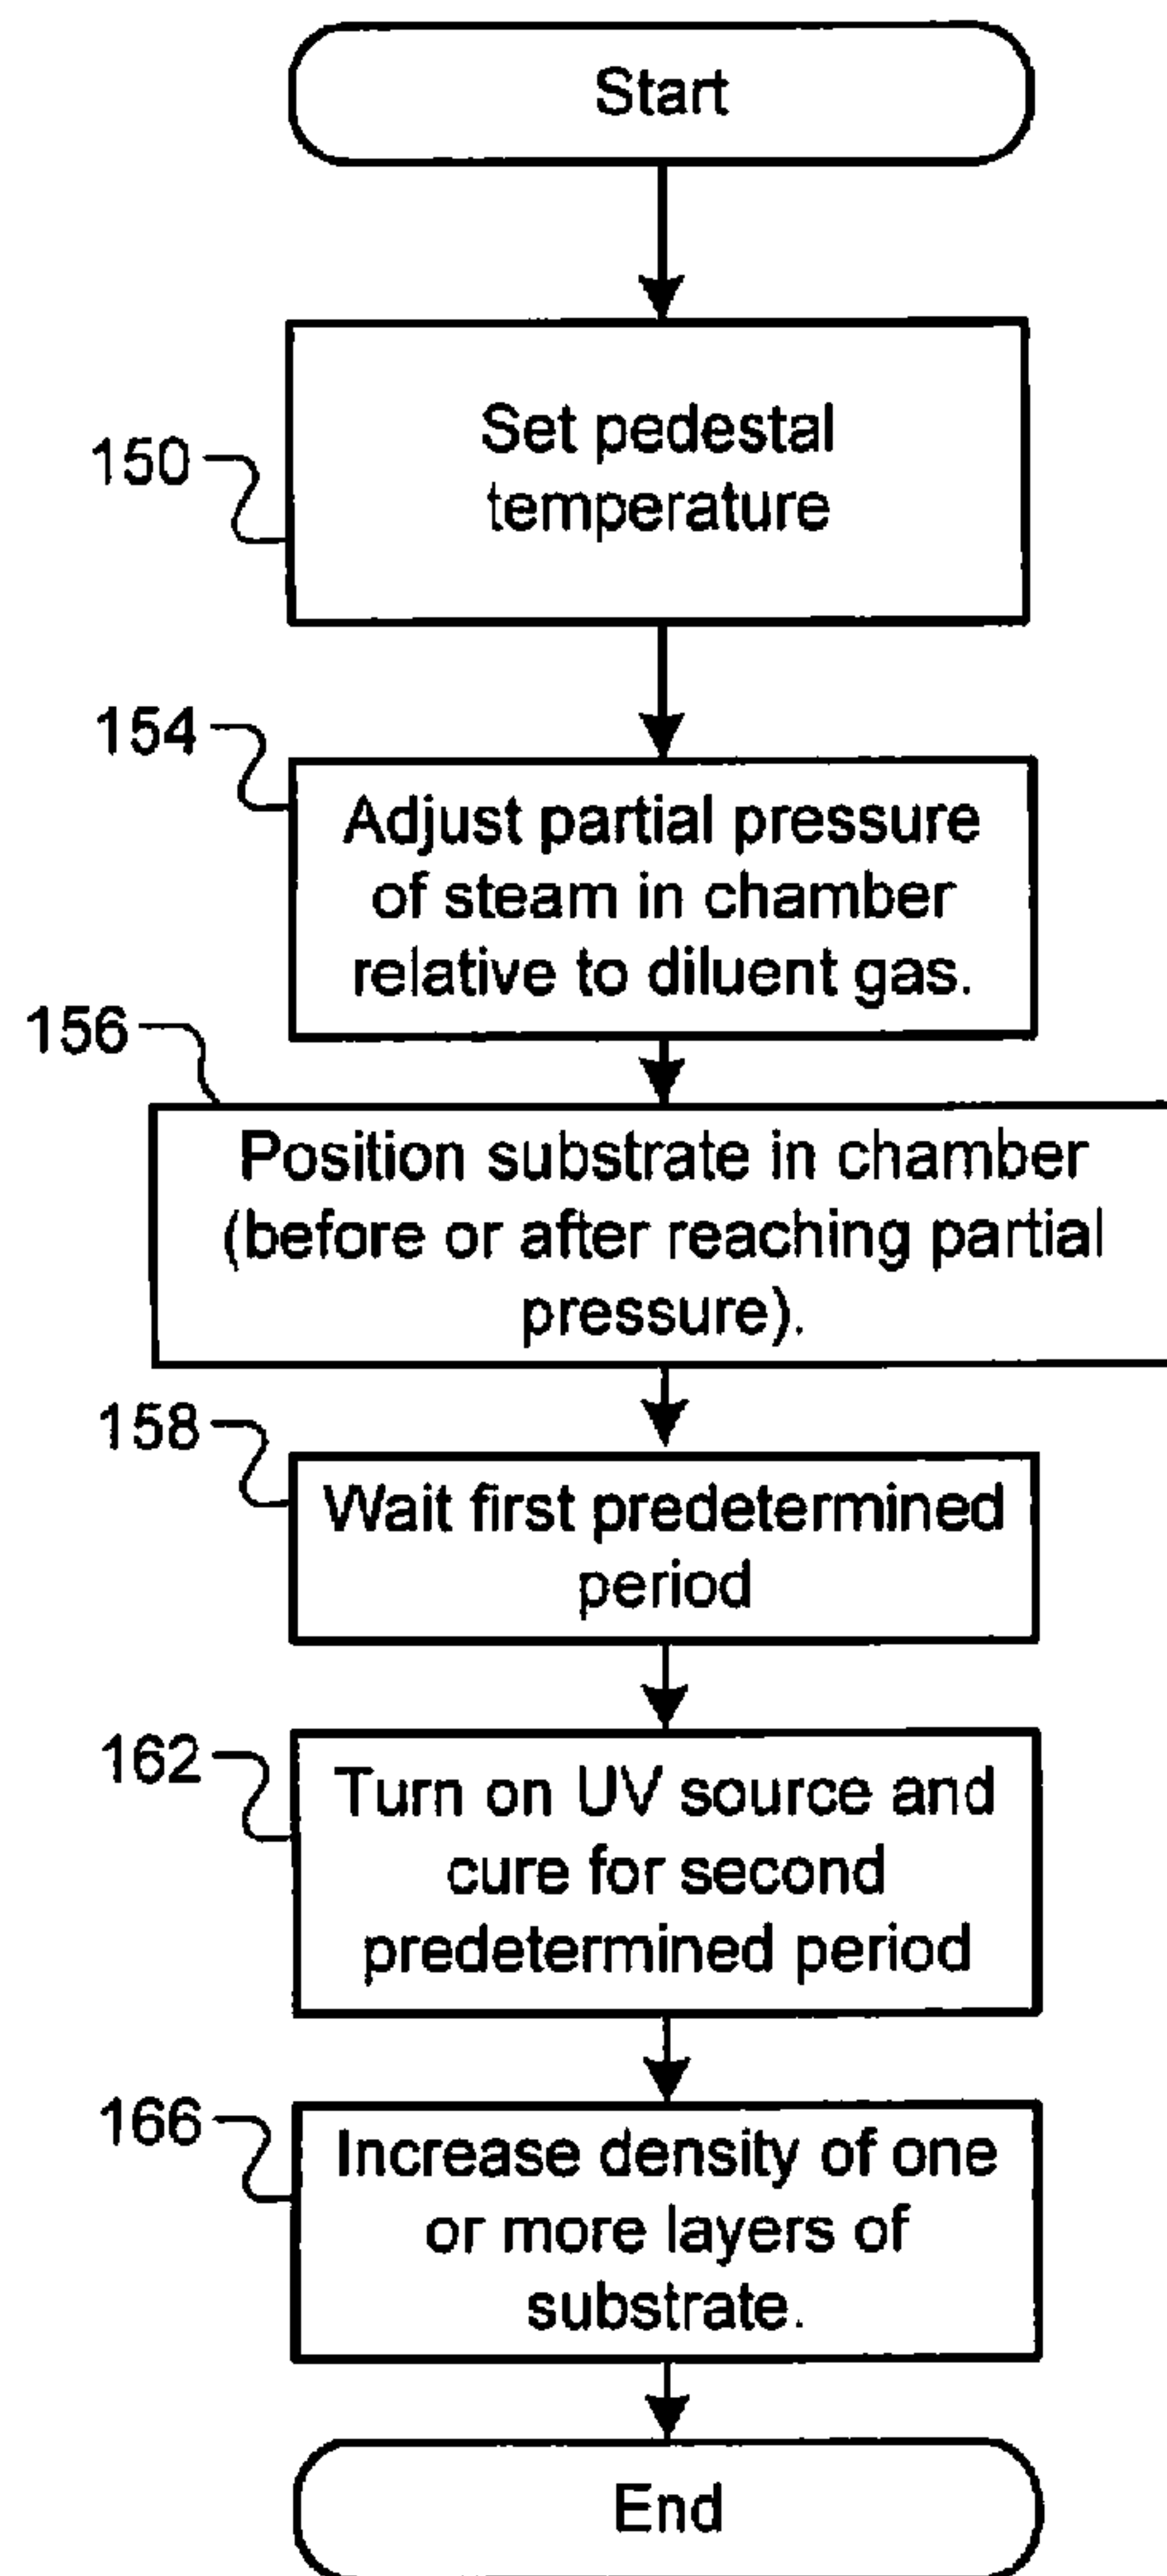 Start
150
Set pedestal
temperature
154
Adjust partial pressure
of steam in chamber
relative to diluent gas.
156
Position substrate in chamber
(before or after reaching partial
pressure).
158
Wait first predetermined
period
162
Turn on UV source and
cure for second
predetermined period
166
Increase density of one
or more layers of
substrate.
End